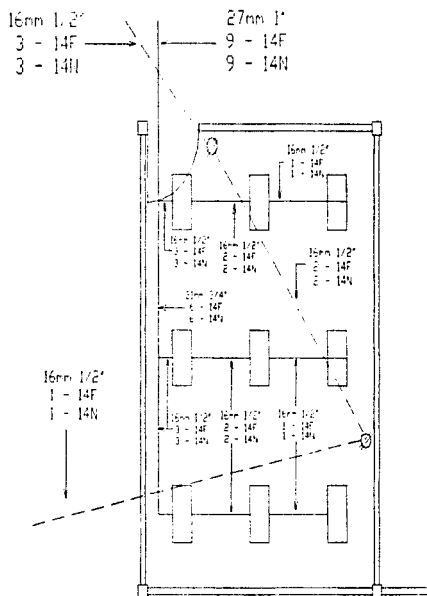 16mm 1/2"
3 - 14F
3 - 14N
27mm 1"
9 - 14F
9 - 14N
16mm 1/2"
1 - 14F
1 - 14N
16mm 1/2"
3 - 14F
3 - 14N
16mm 1/2"
2 - 14F
2 - 14N
16mm 1/2"
2 - 14F
2 - 14N
21mm 3/4"
6 - 14F
6 - 14N
16mm 1/2"
1 - 14F
1 - 14N
16mm 1/2"
3 - 14F
3 - 14N
16mm 1/2"
2 - 14F
2 - 14N
16mm 1/2"
1 - 14F
1 - 14N